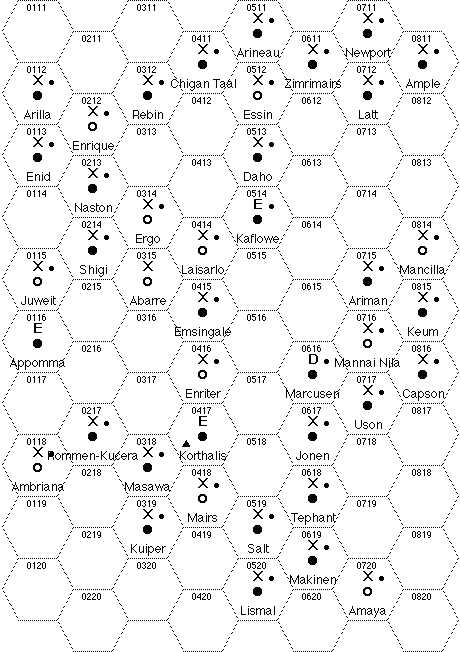 0111 0311 0511 0711
0211 0411 0611 0811
X X
Arineau Newport
X X X
0112 0312 Chigan Taal 0512 Zimrimairs 0712 Ample
X X X X
0212 0412 0612 0812
Arilla X Rebin Essin Latt
0113 Enrique 0313 0513 0713
X X
0213 0413 0613 0813
Enid X Daho
0114 Naston 0314 0514 0714
X E
0214 0414 0614 0814
X Ergo X Kaflowe X
0115 Shigi 0315 Laisarlo 0515 0715 Mancilla
X X X
0215 0415 0615 0815
Juweit Abarre X Ariman X
0116 0316 Emsingale 0516 0716 Keum
E X
0216 0416 0616 0816
Appomma X D Mannai Nila X
0117 0317 Enriter 0517 Marcusen 0717 Capson
X
0217 0417 0617 0817
X E X Uson
0118 Rommen-Kucera 0318 Korthalis 0518 Jonen 0718
X X
0218 0418 0618 0818
Ambriana Masawa X X
0119 0319 Mairs 0519 Tephant 0719
X X
0219 0419 0619 0819
Kuiper Salt X
0120 0320 0520 Makinen 0720
X X
0220 0420 0620 0820
Lismal Amaya